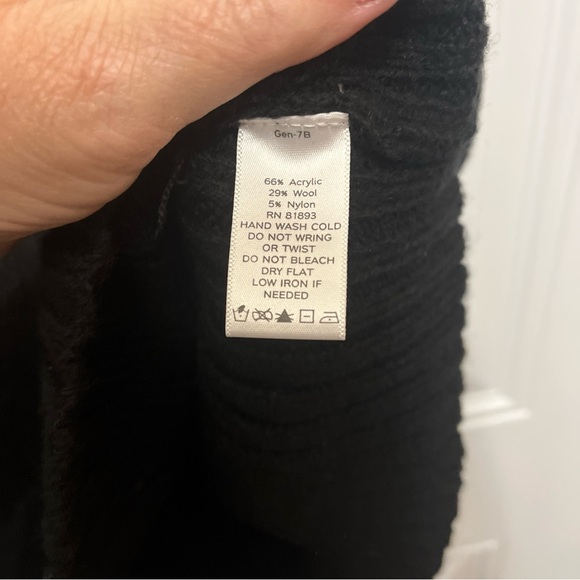 Gen-7B
66% Acrylic
29% Wool
5% Nylon
RN 81893
HAND WASH COLD
DO NOT WRING
OR TWIST
DO NOT BLEACH
DRY FLAT
LOW IRON IF
NEEDED